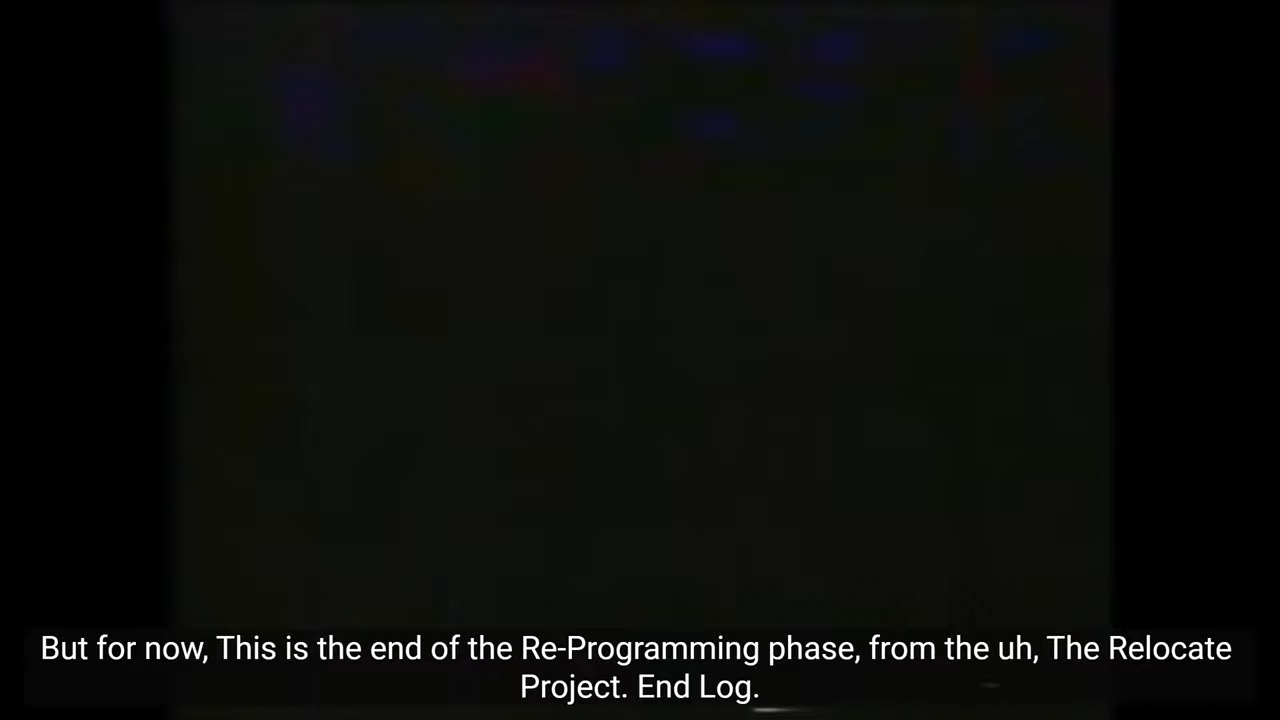 But for now, This is the end of the Re-Programming phase, from the uh, The Relocate
Project. End Log.